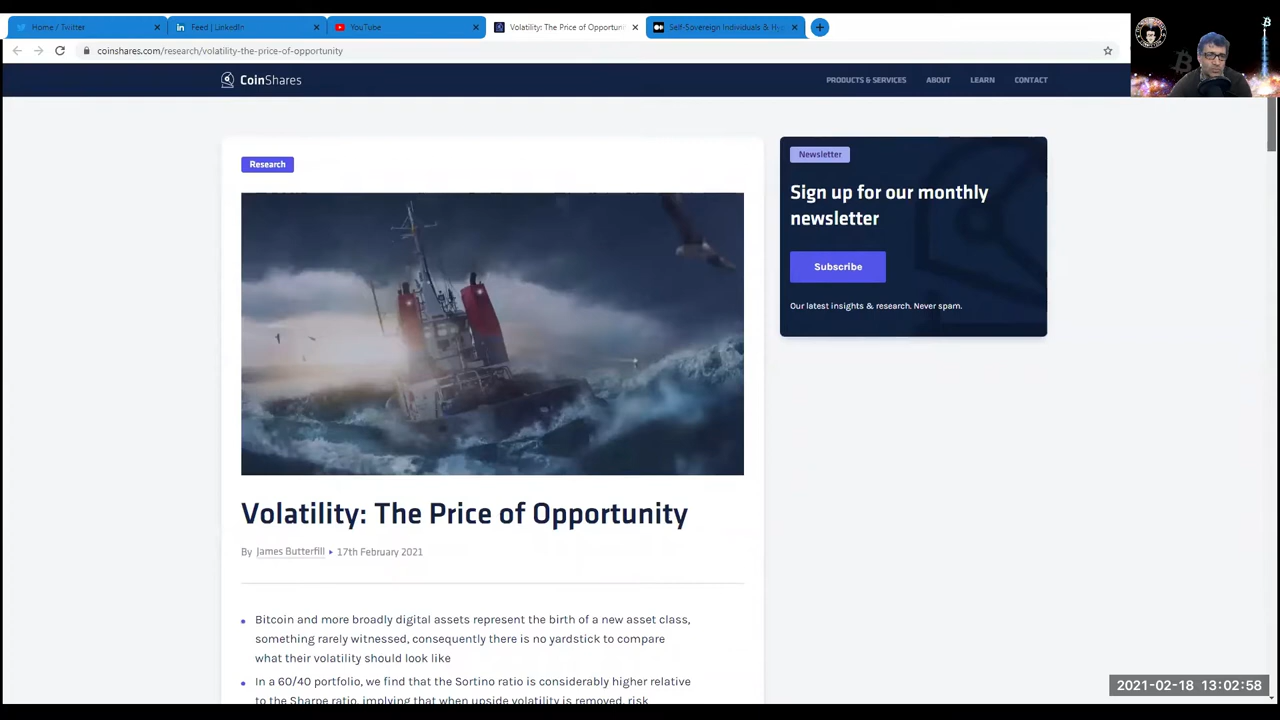 Home / Twitter
Feed | LinkedIn
YouTube
Volatility: The Price of Opportun
Self-Sovereign Individuals & Hy
coinshares.com/research/volatility-the-price-of-opportunity
CoinShares
PRODUCTS & SERVICES ABOUT LEARN CONTACT
Research
Newsletter
Sign up for our monthly
newsletter
Subscribe
Our latest insights & research. Never spam.
Volatility: The Price of Opportunity
By James Butterfill ▸ 17th February 2021
Bitcoin and more broadly digital assets represent the birth of a new asset class,
something rarely witnessed, consequently there is no yardstick to compare
what their volatility should look like
In a 60/40 portfolio, we find that the Sortino ratio is considerably higher relative
to the Sharpe ratio, implying that when upside volatility is removed, risk
2021-02-18 13:02:58